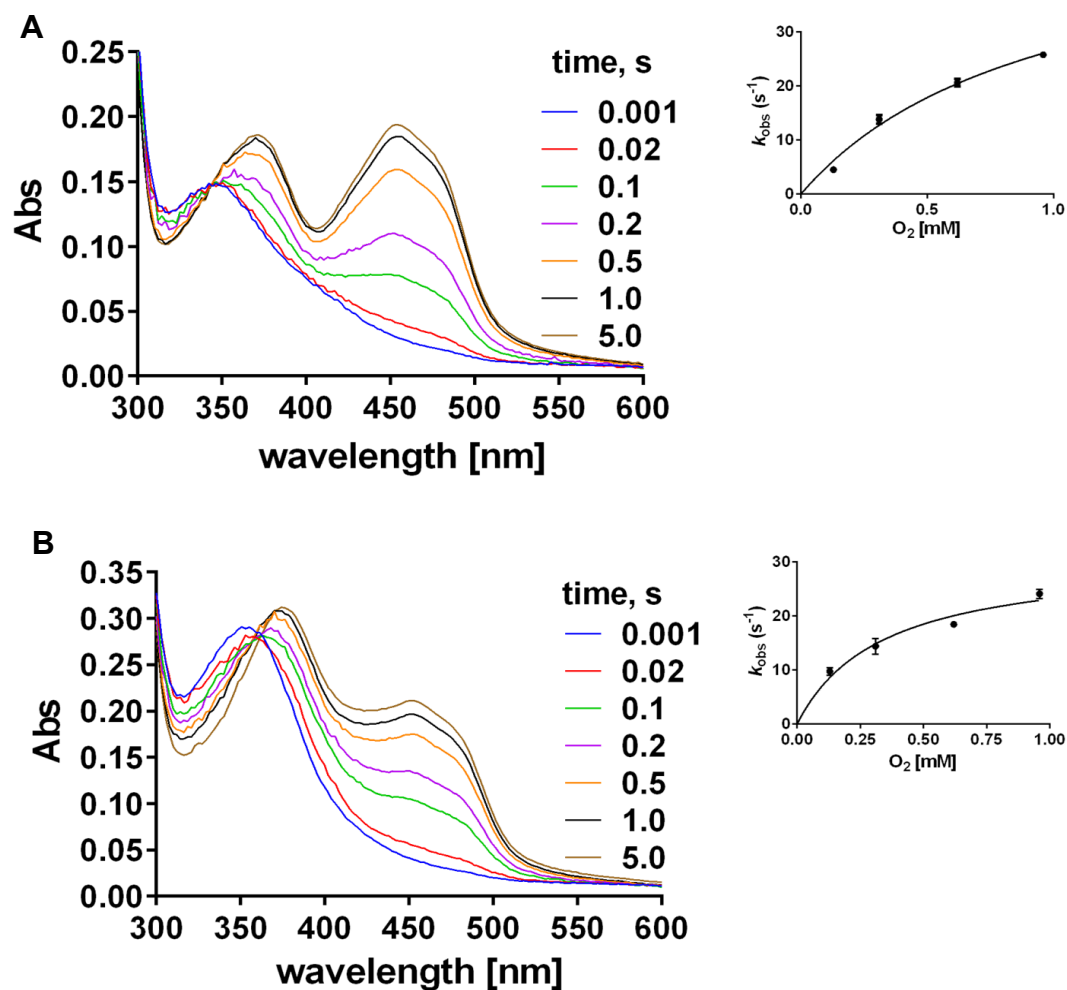 A
0.25
0.20
0.15
0.10
0.05
0.00
Abs
300 350 400 450 500 550 600
wavelength [nm]
time, s
0.001
0.02
0.1
0.2
0.5
1.0
5.0
30
20
10
0
kobs (s-1)
0.0 0.5 1.0
O2 [mM]
B
0.35
0.30
0.25
0.20
0.15
0.10
0.05
0.00
Abs
300 350 400 450 500 550 600
wavelength [nm]
time, s
0.001
0.02
0.1
0.2
0.5
1.0
5.0
30
20
10
0
kobs (s-1)
0.00 0.25 0.50 0.75 1.00
O2 [mM]